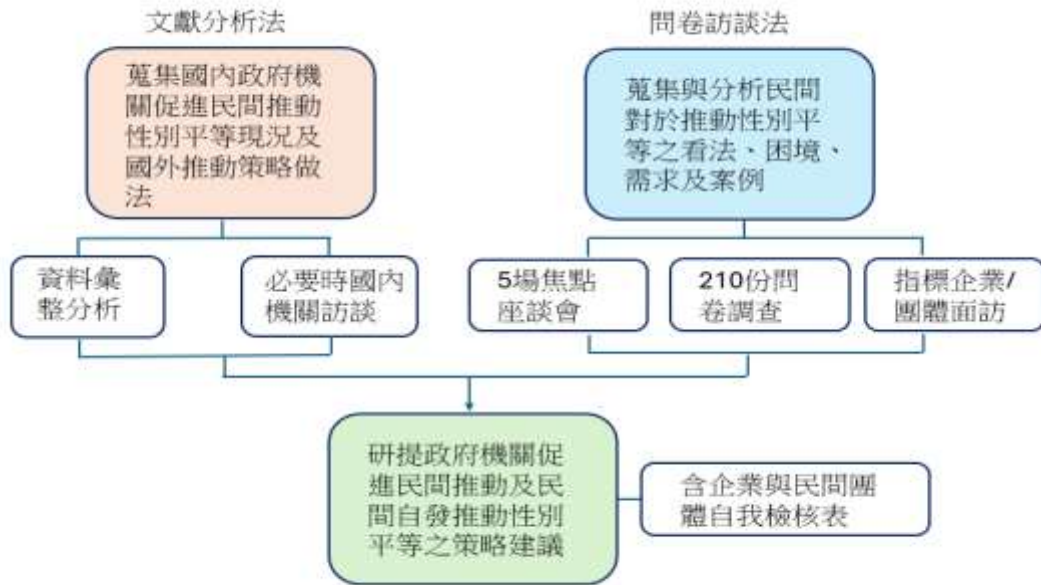 文獻分析法
問卷訪談法
蒐集國內政府機
關促進民間推動
性別平等現況及
國外推動策略做
法
蒐集與分析民間
對於推動性別平
等之看法、困境、
需求及案例
資料彙
整分析
必要時國內
機關訪談
5場焦點
座談會
210份問
卷調查
指標企業/
團體面訪
研提政府機關促
進民間推動及民
間自發推動性別
平等之策略建議
含企業與民間團
體自我檢核表